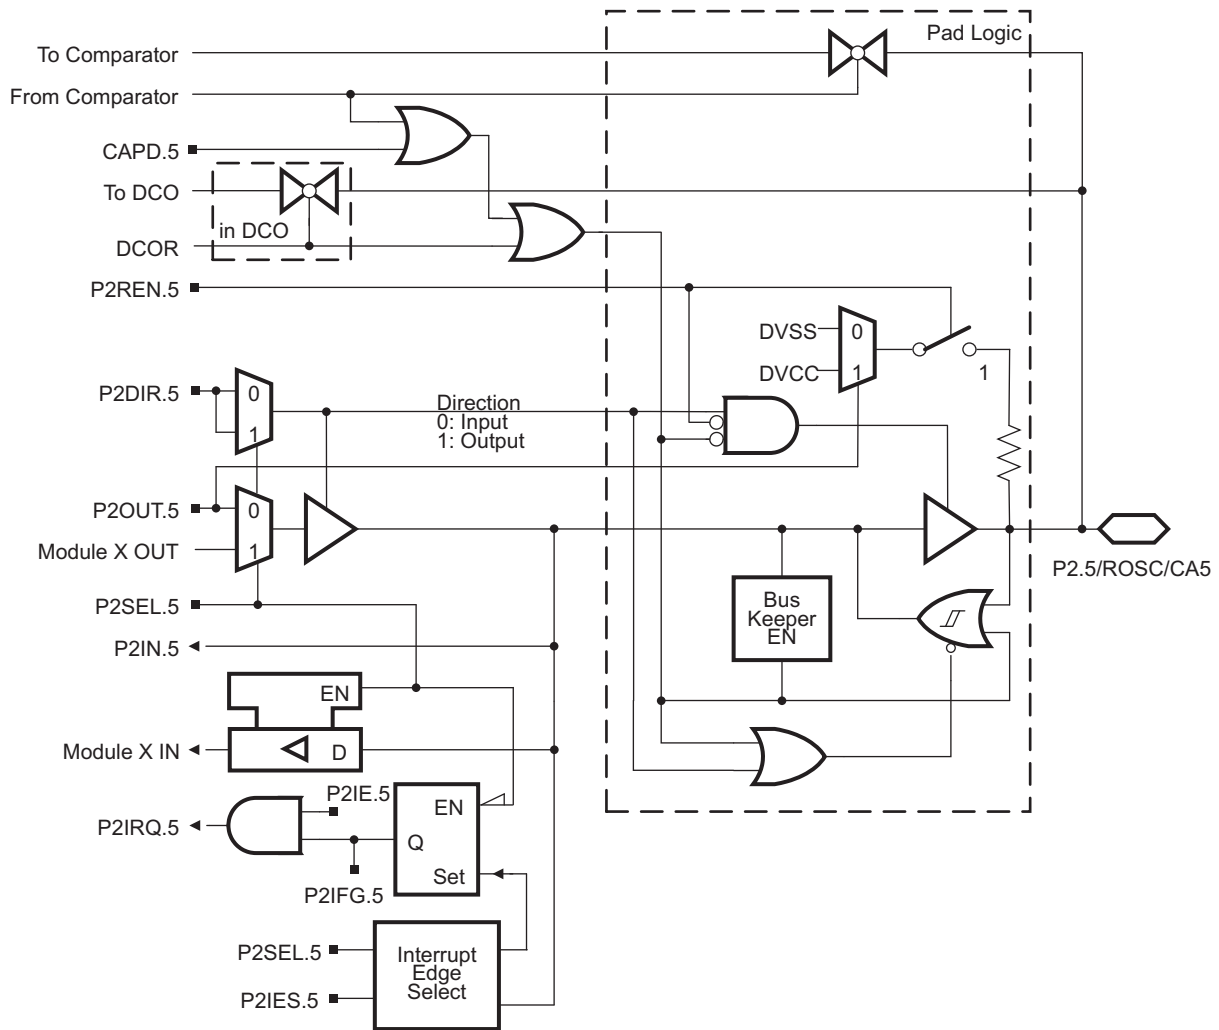 Pad Logic
To Comparator
From Comparator
CAPD.5
To DCO
in DCO
DCOR
P2REN.5
DVSS
0
DVCC
1
1
P2DIR.5
0
1
Direction
0: Input
1: Output
P2OUT.5
0
Module X OUT
1
P2.5/ROSC/CA5
P2SEL.5
Bus
Keeper
EN
P2IN.5
EN
Module X IN
D
P2IE.5
EN
P2IRQ.5
Q
Set
P2IFG.5
P2SEL.5
Interrupt
Edge
Select
P2IES.5